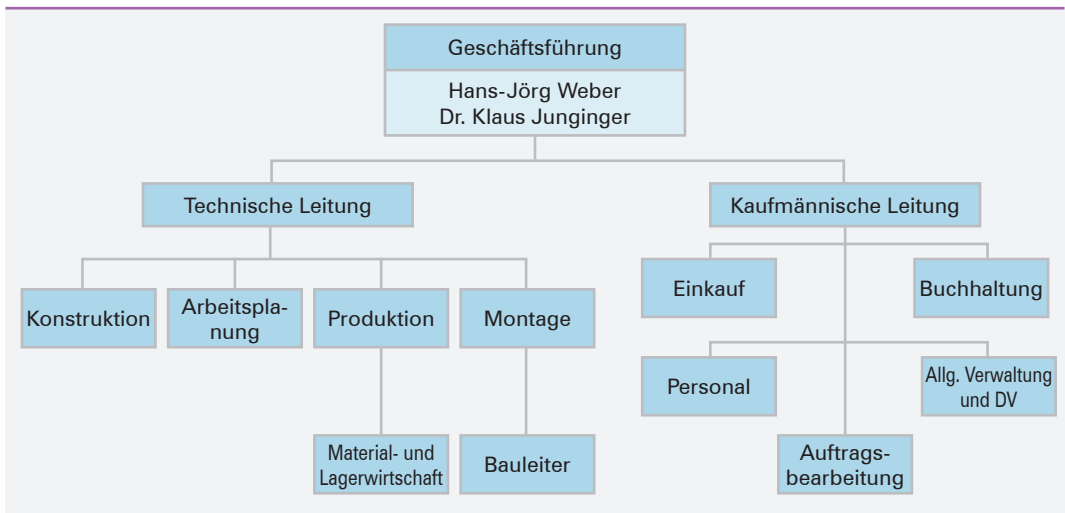 Geschäftsführung
Hans-Jörg Weber
Dr. Klaus Junginger
Technische Leitung
Kaufmännische Leitung
Konstruktion
Arbeitspla-
nung
Produktion
Montage
Material- und
Lagerwirtschaft
Bauleiter
Einkauf
Buchhaltung
Personal
Allg. Verwaltung
und DV
Auftrags-
bearbeitung